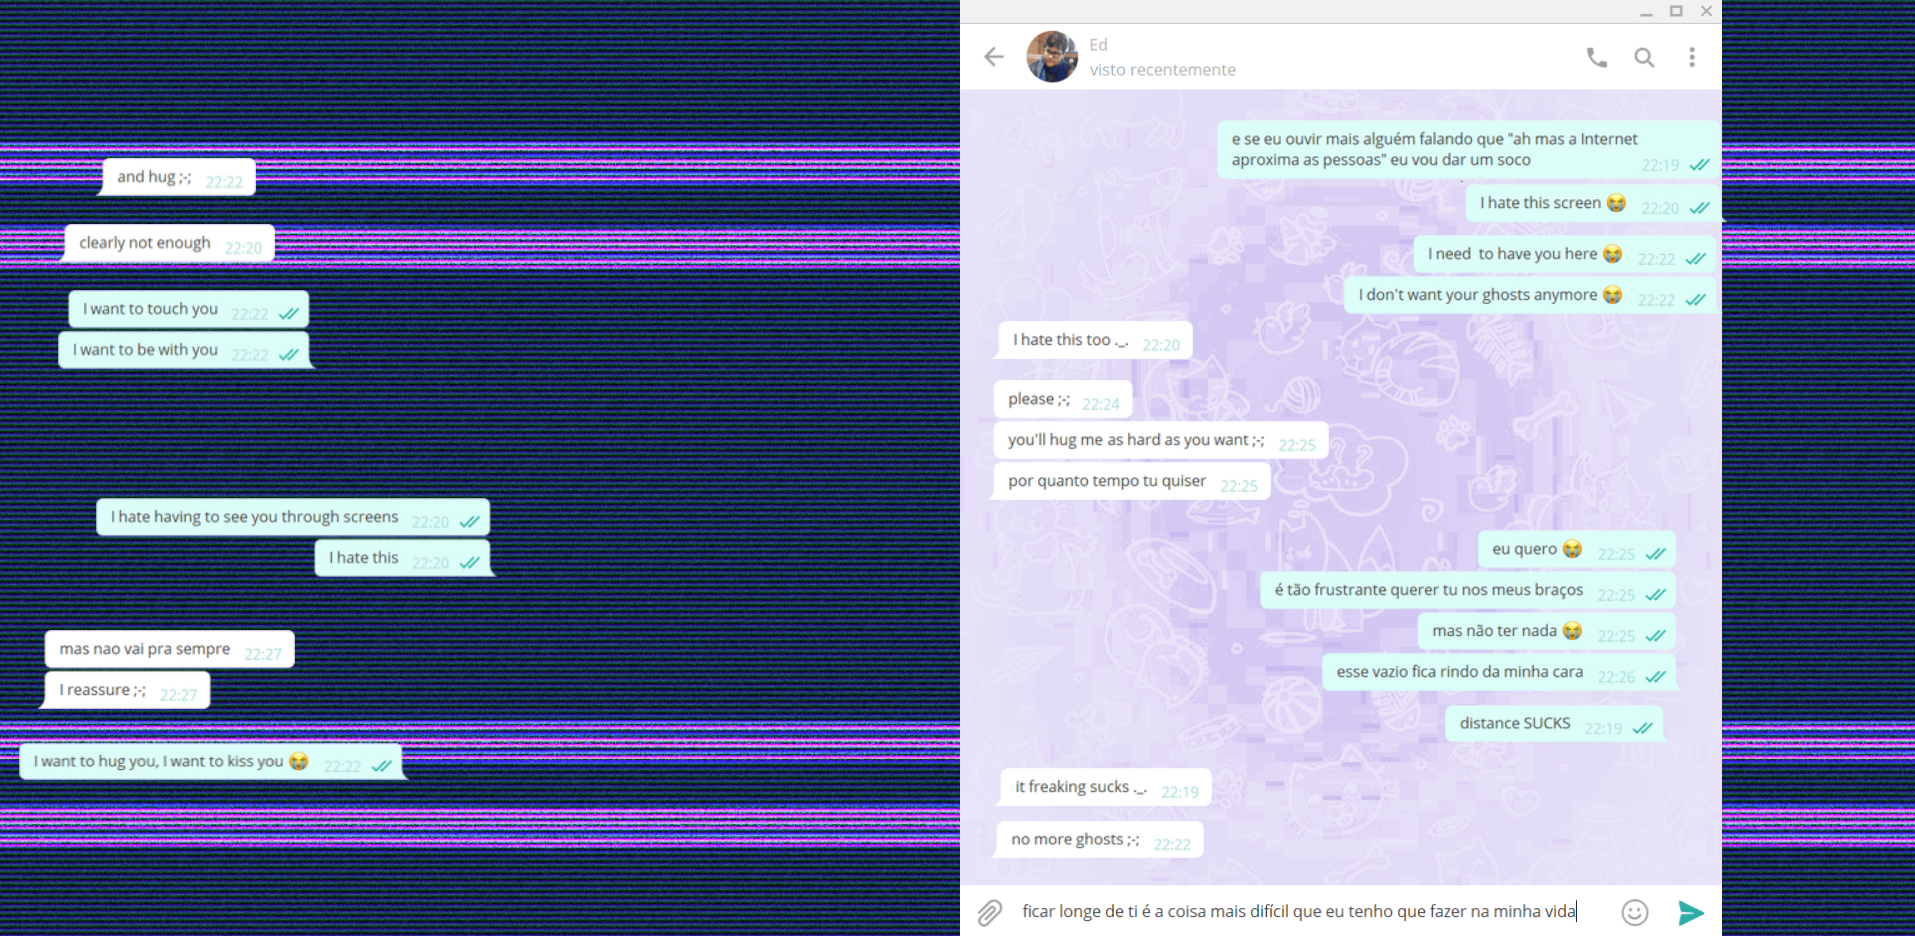 and hug ;-; 22:22
clearly not enough 22:20
I want to touch you 22:22
I want to be with you 22:22
I hate having to see you through screens 22:20
I hate this 22:20
mas nao vai pra sempre 22:27
I reassure ;-; 22:27
I want to hug you, I want to kiss you 😭 22:22
Ed
visto recentemente
e se eu ouvir mais alguém falando que "ah mas a Internet
aproxima as pessoas" eu vou dar um soco 22:19
I hate this screen 😭 22:20
I need to have you here 😭 22:22
I don't want your ghosts anymore 😭 22:22
I hate this too ._. 22:20
please ;-; 22:24
you'll hug me as hard as you want ;-; 22:25
por quanto tempo tu quiser 22:25
eu quero 😭 22:25
é tão frustrante querer tu nos meus braços 22:25
mas não ter nada 😭 22:25
esse vazio fica rindo da minha cara 22:26
distance SUCKS 22:19
it freaking sucks ._. 22:19
no more ghosts ;-; 22:22
ficar longe de ti é a coisa mais difícil que eu tenho que fazer na minha vida